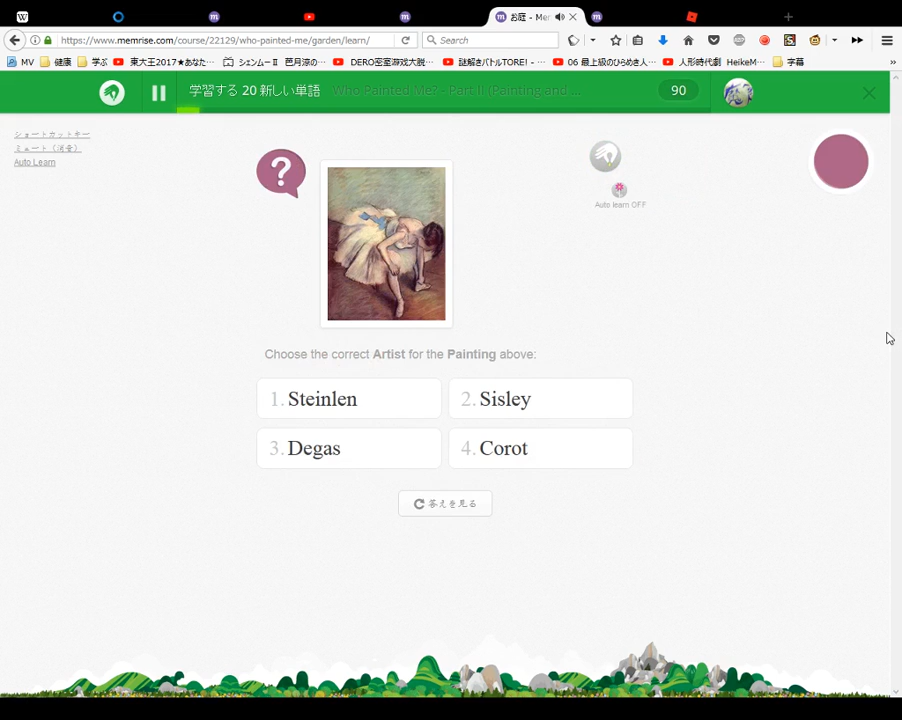 お庭 - Mem
https://www.memrise.com/course/22129/who-painted-me/garden/learn/
Search
MV 健康 学ぶ 東大王2017★あなた… シェンムーⅡ 芭月涼の… DERO密室游戏大脱… 謎解きバトルTORE! - … 06 最上級のひらめき人… 人形時代劇 HeikeM… 字幕
学習する 20 新しい単語 Who Painted Me? - Part II (Painting and ... 90
ショートカットキー
ミュート（消音）
Auto Learn
Auto learn OFF
Choose the correct Artist for the Painting above:
1. Steinlen 2. Sisley
3. Degas 4. Corot
答えを見る